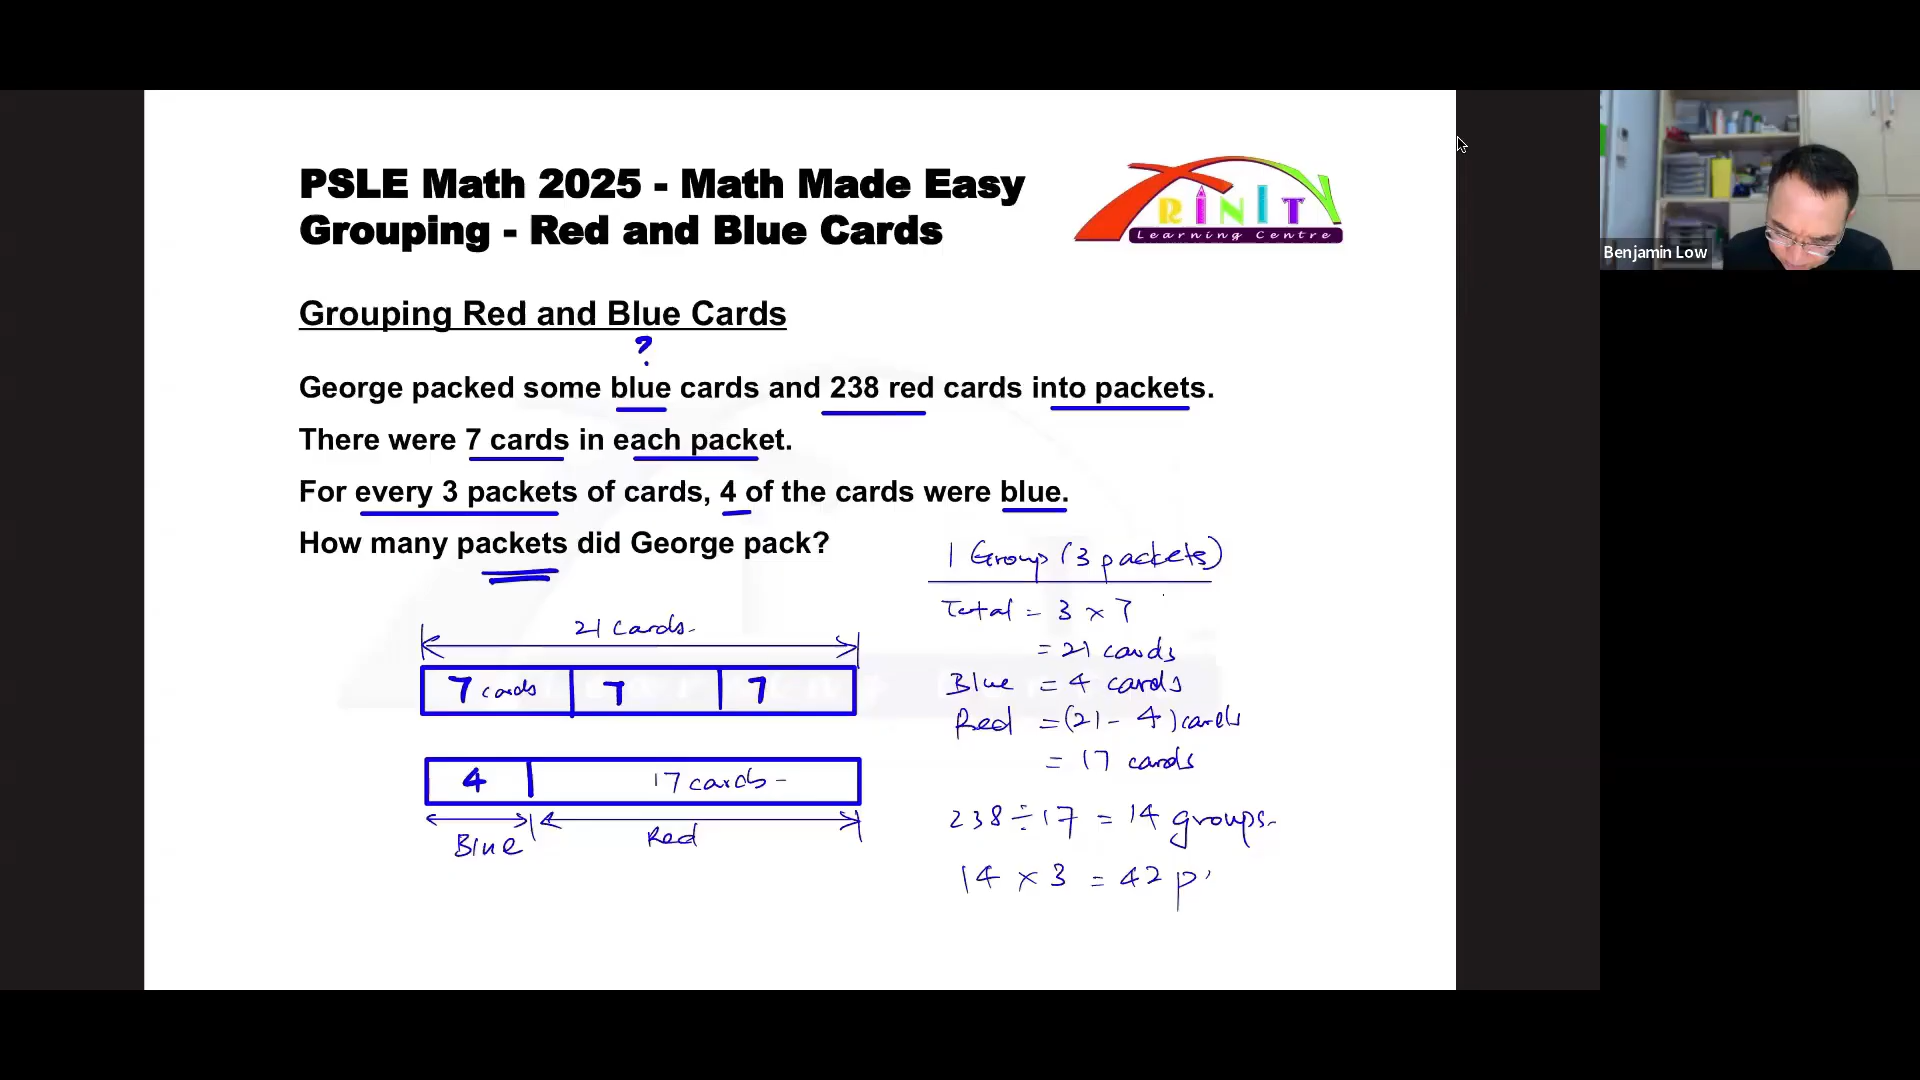 PSLE Math 2025 - Math Made Easy
Grouping - Red and Blue Cards
TRINITY
Learning Centre
Benjamin Low
Grouping Red and Blue Cards
?
George packed some blue cards and 238 red cards into packets.
There were 7 cards in each packet.
For every 3 packets of cards, 4 of the cards were blue.
How many packets did George pack?
1 Group (3 packets)
Total = 3 × 7
= 21 cards
Blue = 4 cards
Red = (21 - 4) cards
= 17 cards
238 ÷ 17 = 14 groups.
14 × 3 = 42 p
21 cards
7 cards 7 7
4 17 cards
Blue Red